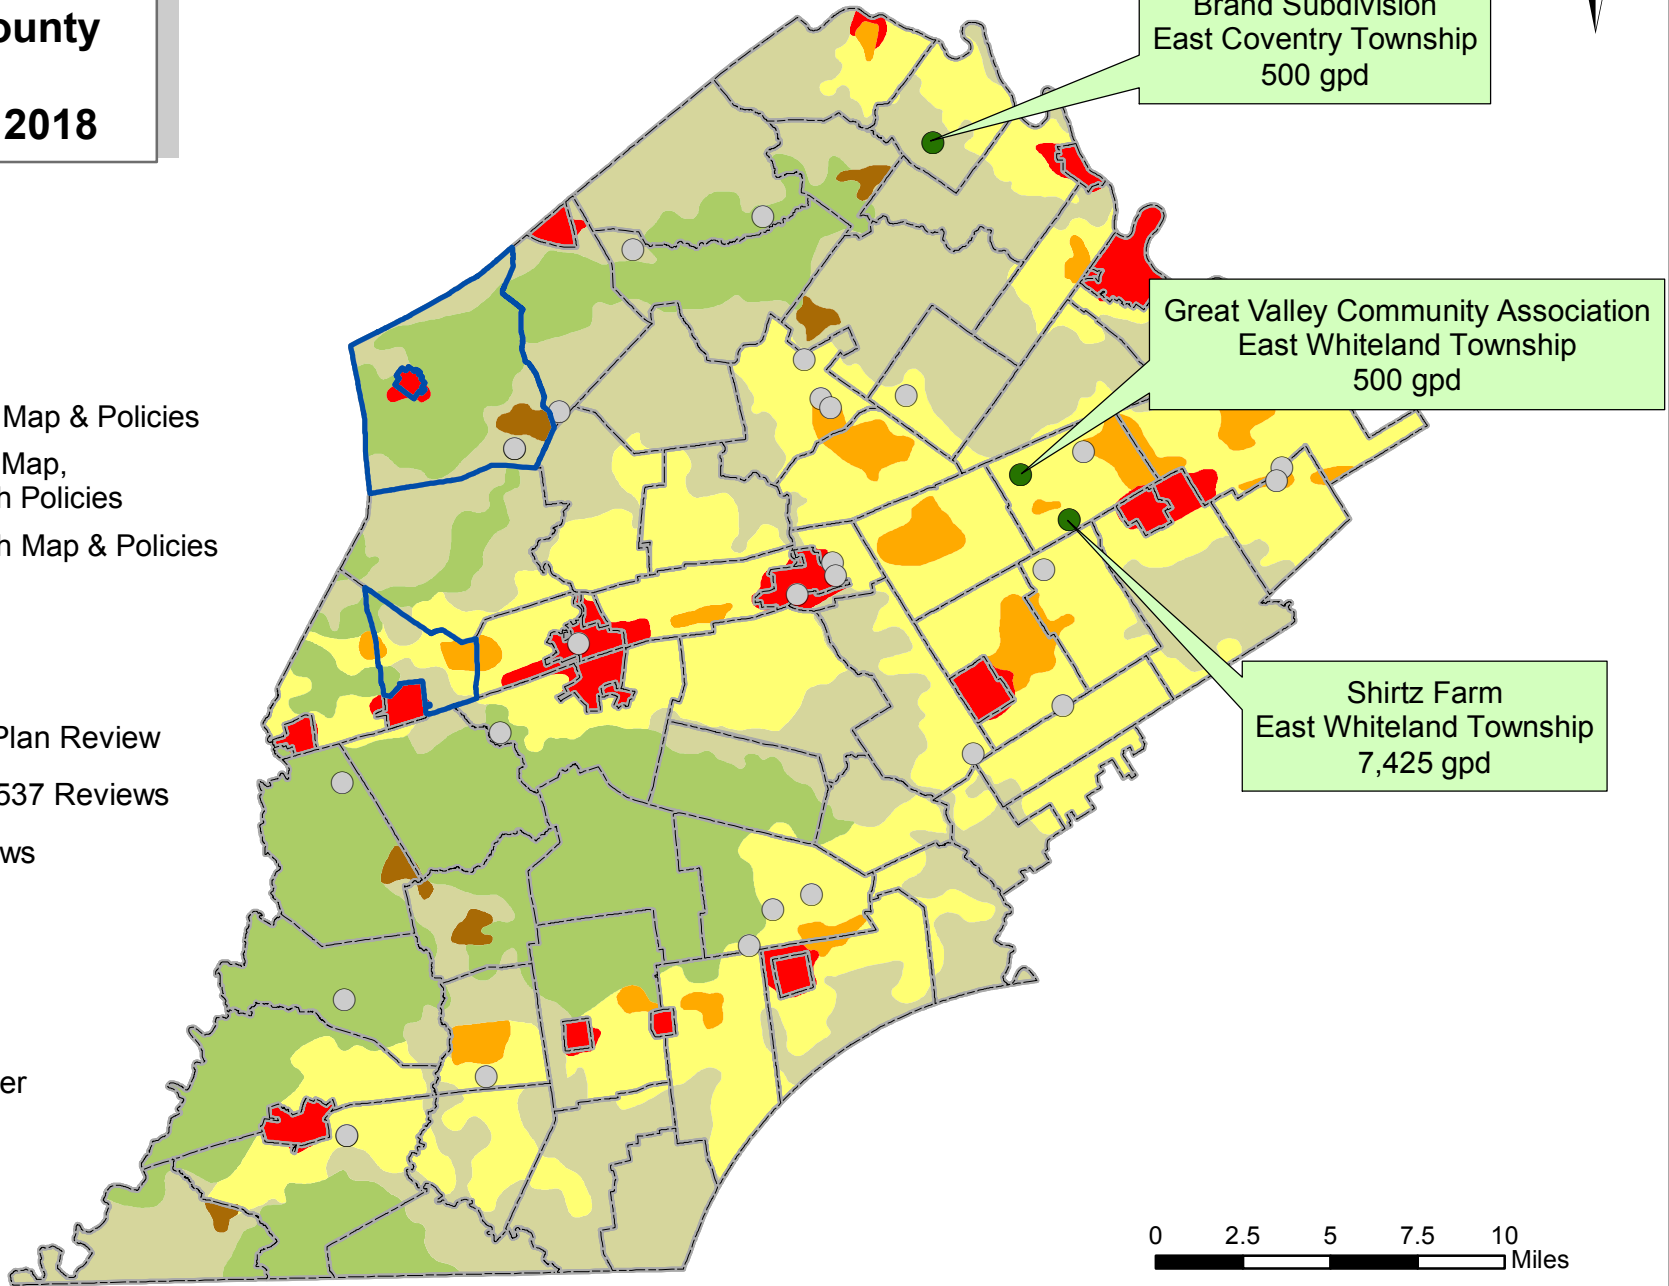 ounty
2018
Brand Subdivision
East Coventry Township
500 gpd
Great Valley Community Association
East Whiteland Township
500 gpd
Map & Policies
Map,
h Policies
h Map & Policies
Shirtz Farm
East Whiteland Township
7,425 gpd
Plan Review
537 Reviews
ws
er
0 2.5 5 7.5 10
Miles